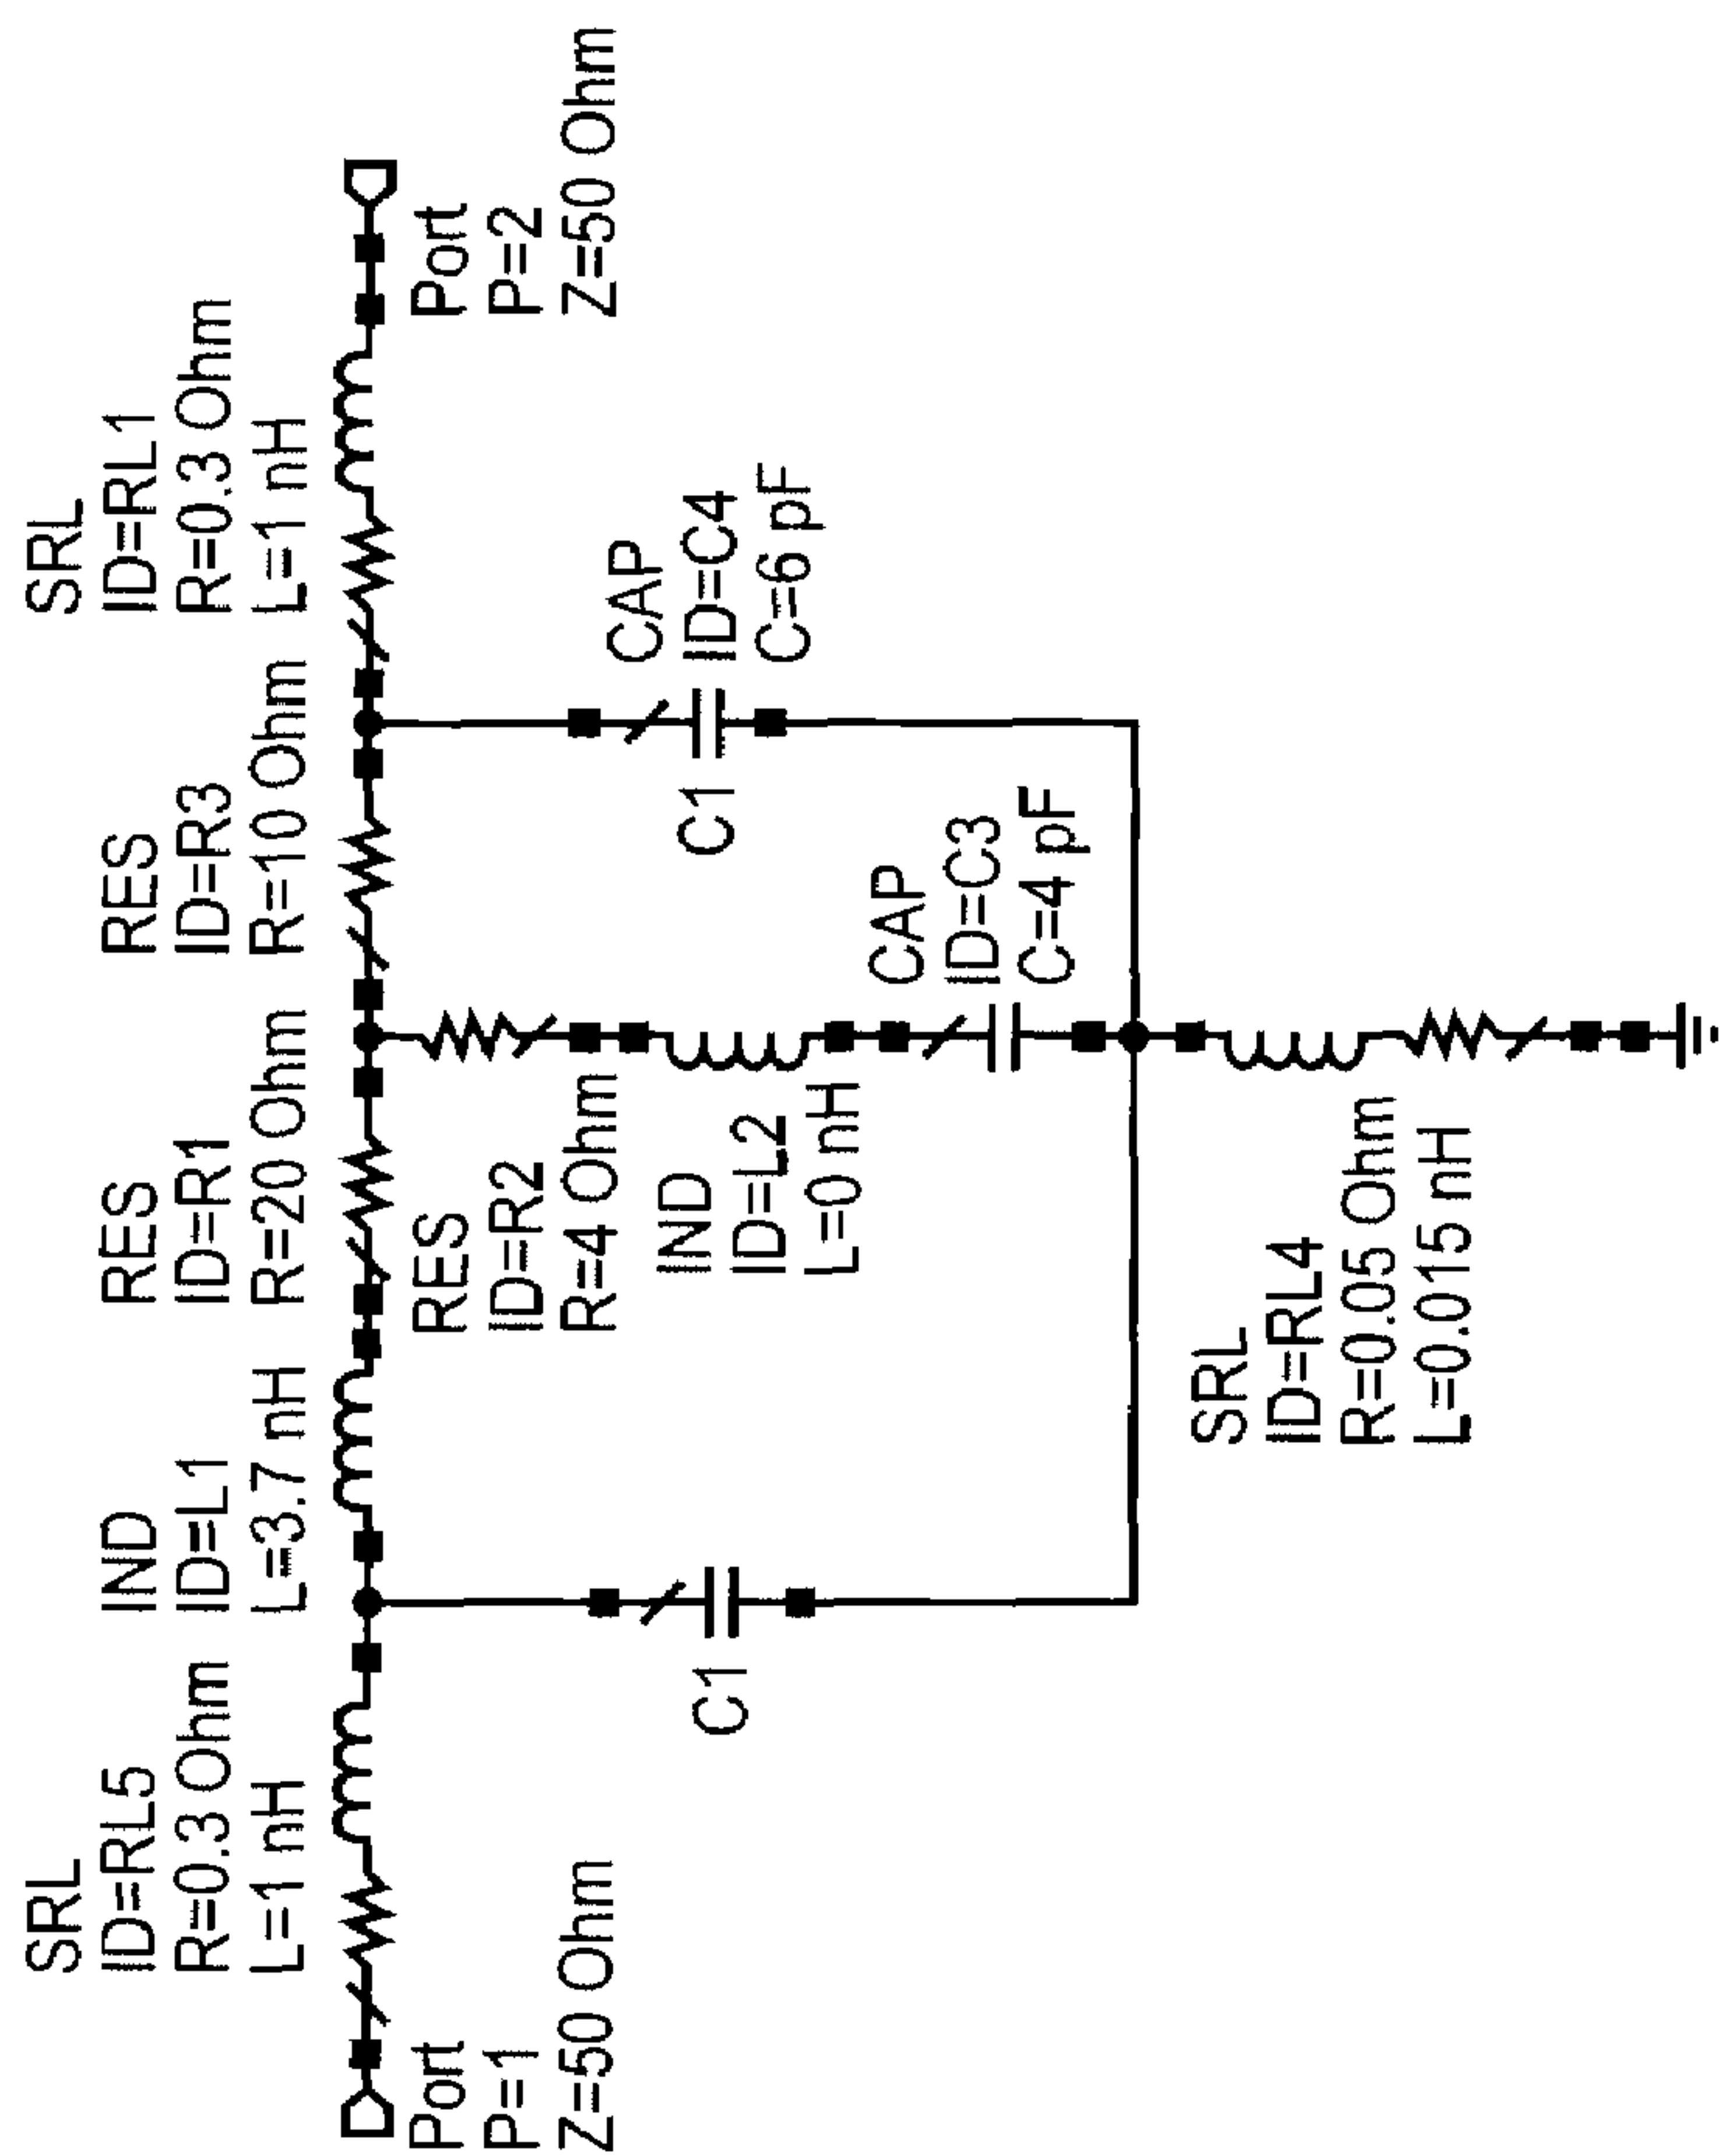 SRL
ID=RL5
R=0.3 Ohm
L=1 nH
IND
ID=L1
L=3.7 nH
RES
ID=R1
R=20 Ohm
RES
ID=R3
R=10 Ohm
SRL
ID=RL1
R=0.3 Ohm
L=1 nH
Port
P=1
Z=50 Ohm
RES
ID=R2
R=4 Ohm
Port
P=2
Z=50 Ohm
C1
IND
ID=L2
L=0 nH
C1
CAP
ID=C4
C=6 pF
CAP
ID=C3
C=4 pF
SRL
ID=RL4
R=0.05 Ohm
L=0.015 nH